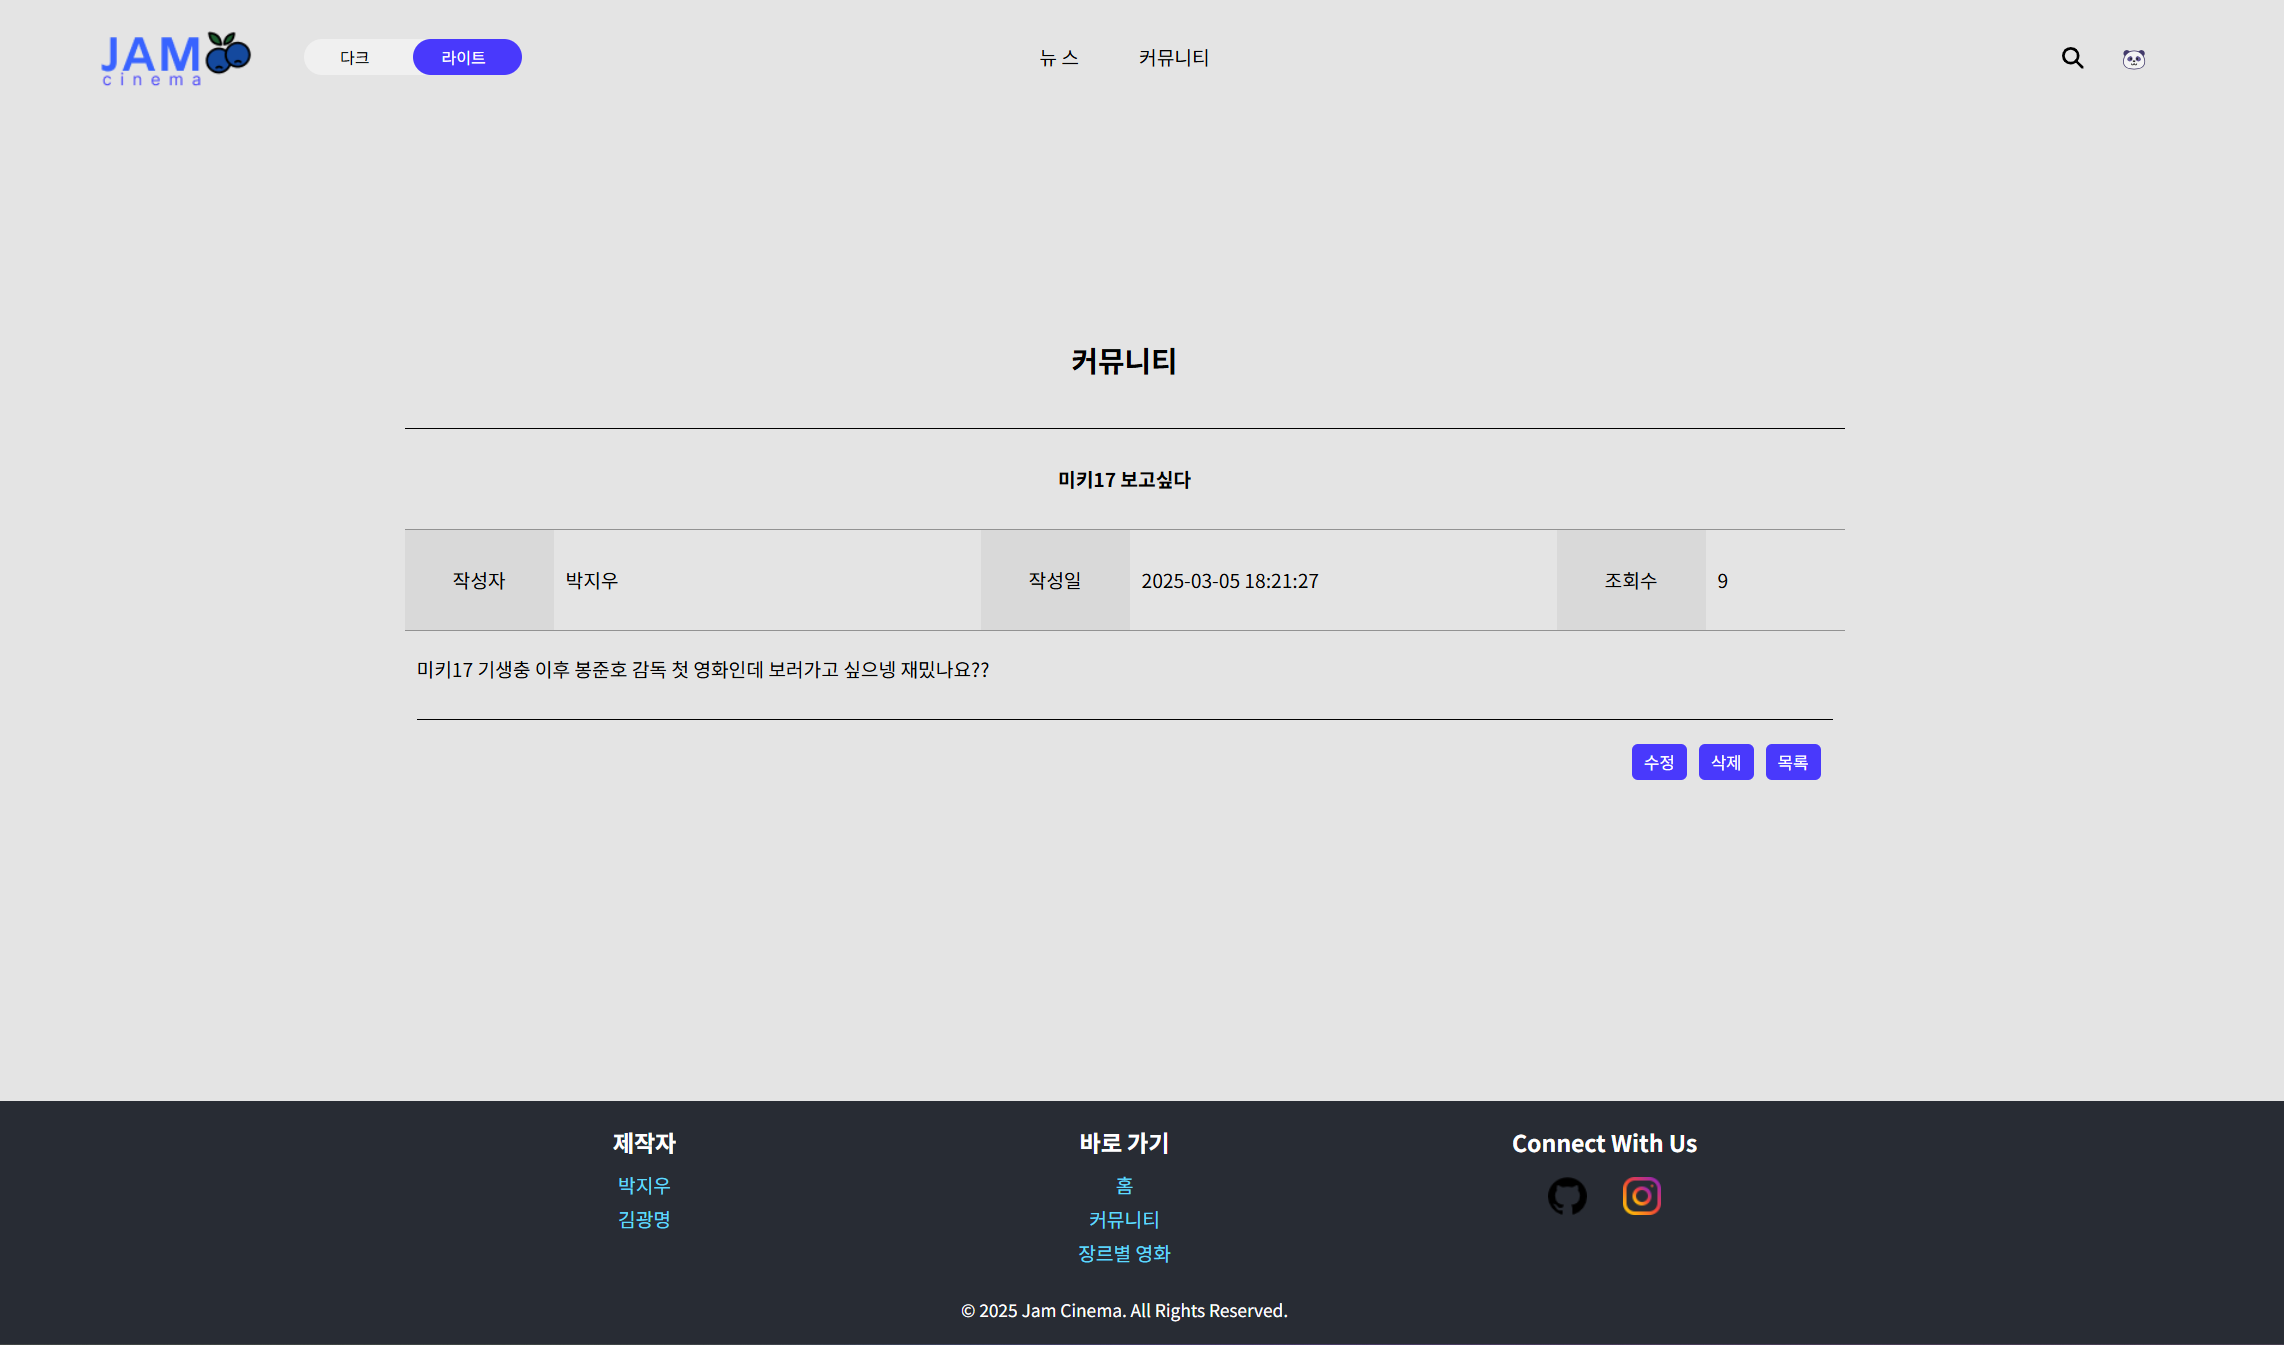 JAM
cinema
다크 라이트
뉴 스 커뮤니티
커뮤니티
미키17 보고싶다
작성자 박지우 작성일 2025-03-05 18:21:27 조회수 9
미키17 기생충 이후 봉준호 감독 첫 영화인데 보러가고 싶으넹 재밌나요??
수정 삭제 목록
제작자
박지우
김광명
바로 가기
홈
커뮤니티
장르별 영화
Connect With Us
© 2025 Jam Cinema. All Rights Reserved.